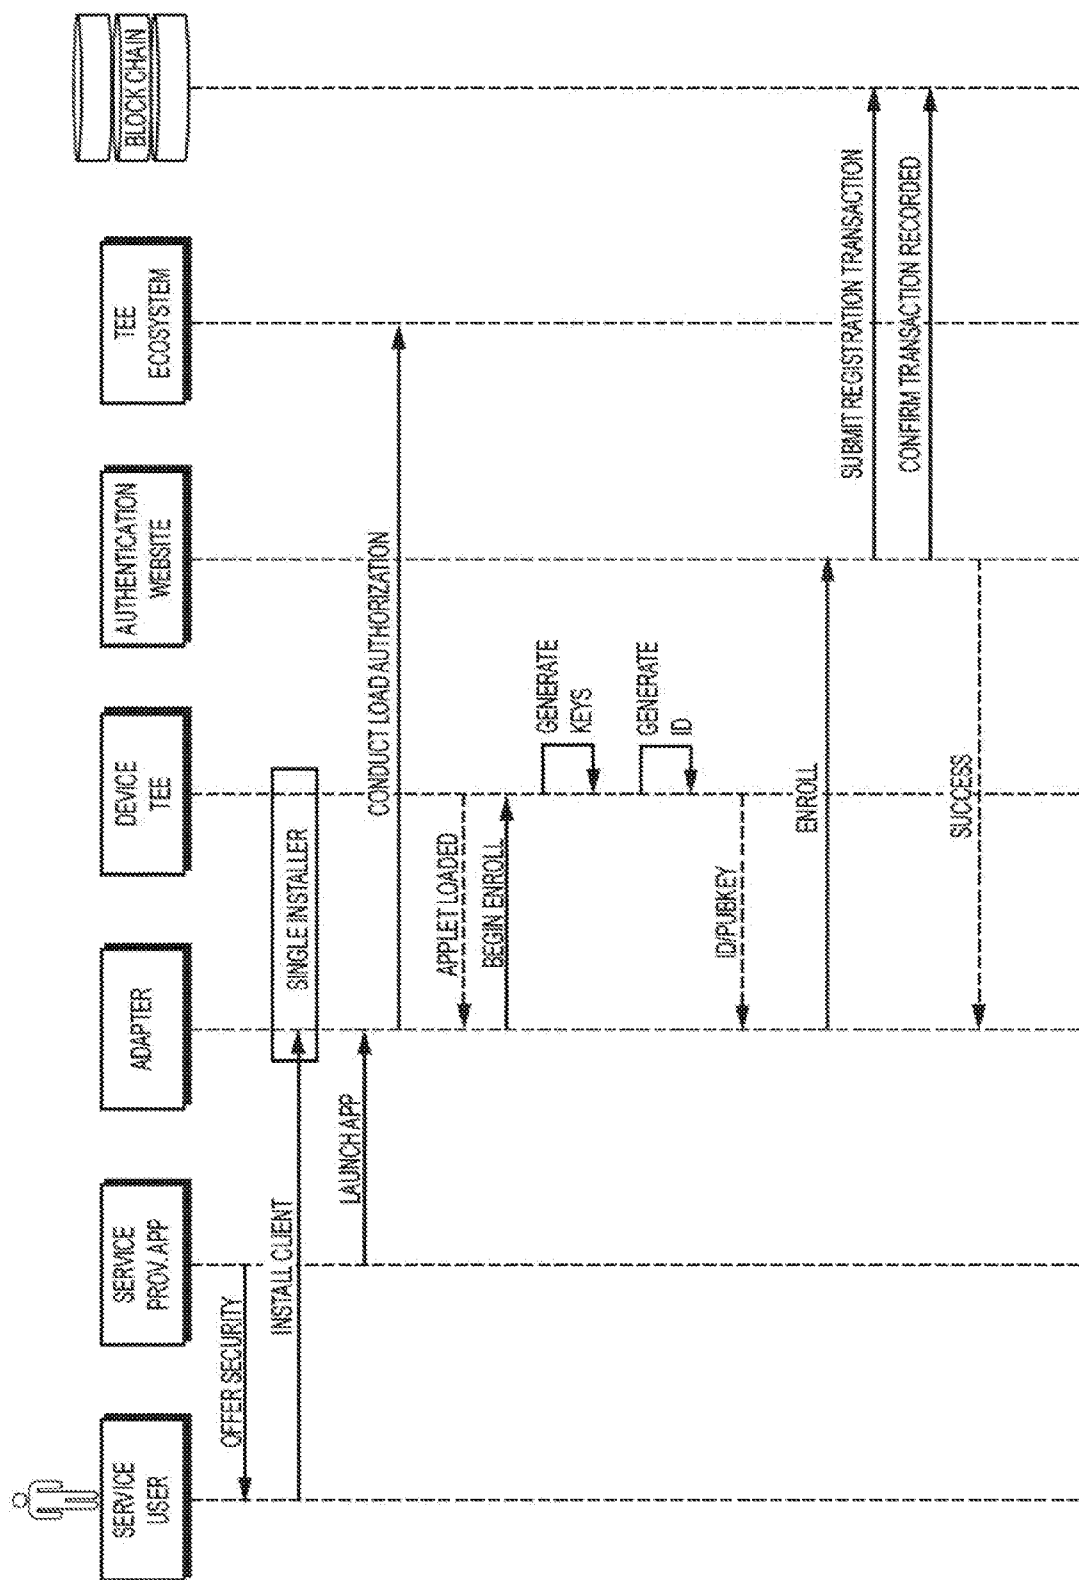 SERVICE
USER
SERVICE
PROV. APP
ADAPTER
DEVICE
TEE
AUTHENTICATION
WEBSITE
TEE
ECOSYSTEM
BLOCK CHAIN
OFFER SECURITY
INSTALL CLIENT
SINGLE INSTALLER
LAUNCH APP
CONDUCT LOAD AUTHORIZATION
APPLET LOADED
BEGIN ENROLL
GENERATE
KEYS
GENERATE
ID
ID/PUBKEY
ENROLL
SUBMIT REGISTRATION TRANSACTION
CONFIRM TRANSACTION RECORDED
SUCCESS